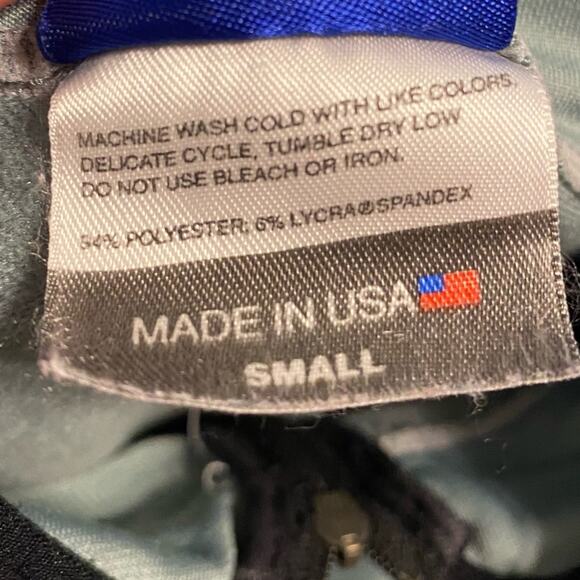 MACHINE WASH COLD WITH LIKE COLORS,
DELICATE CYCLE, TUMBLE DRY LOW
DO NOT USE BLEACH OR IRON.
94% POLYESTER; 6% LYCRA®SPANDEX
MADE IN USA
SMALL